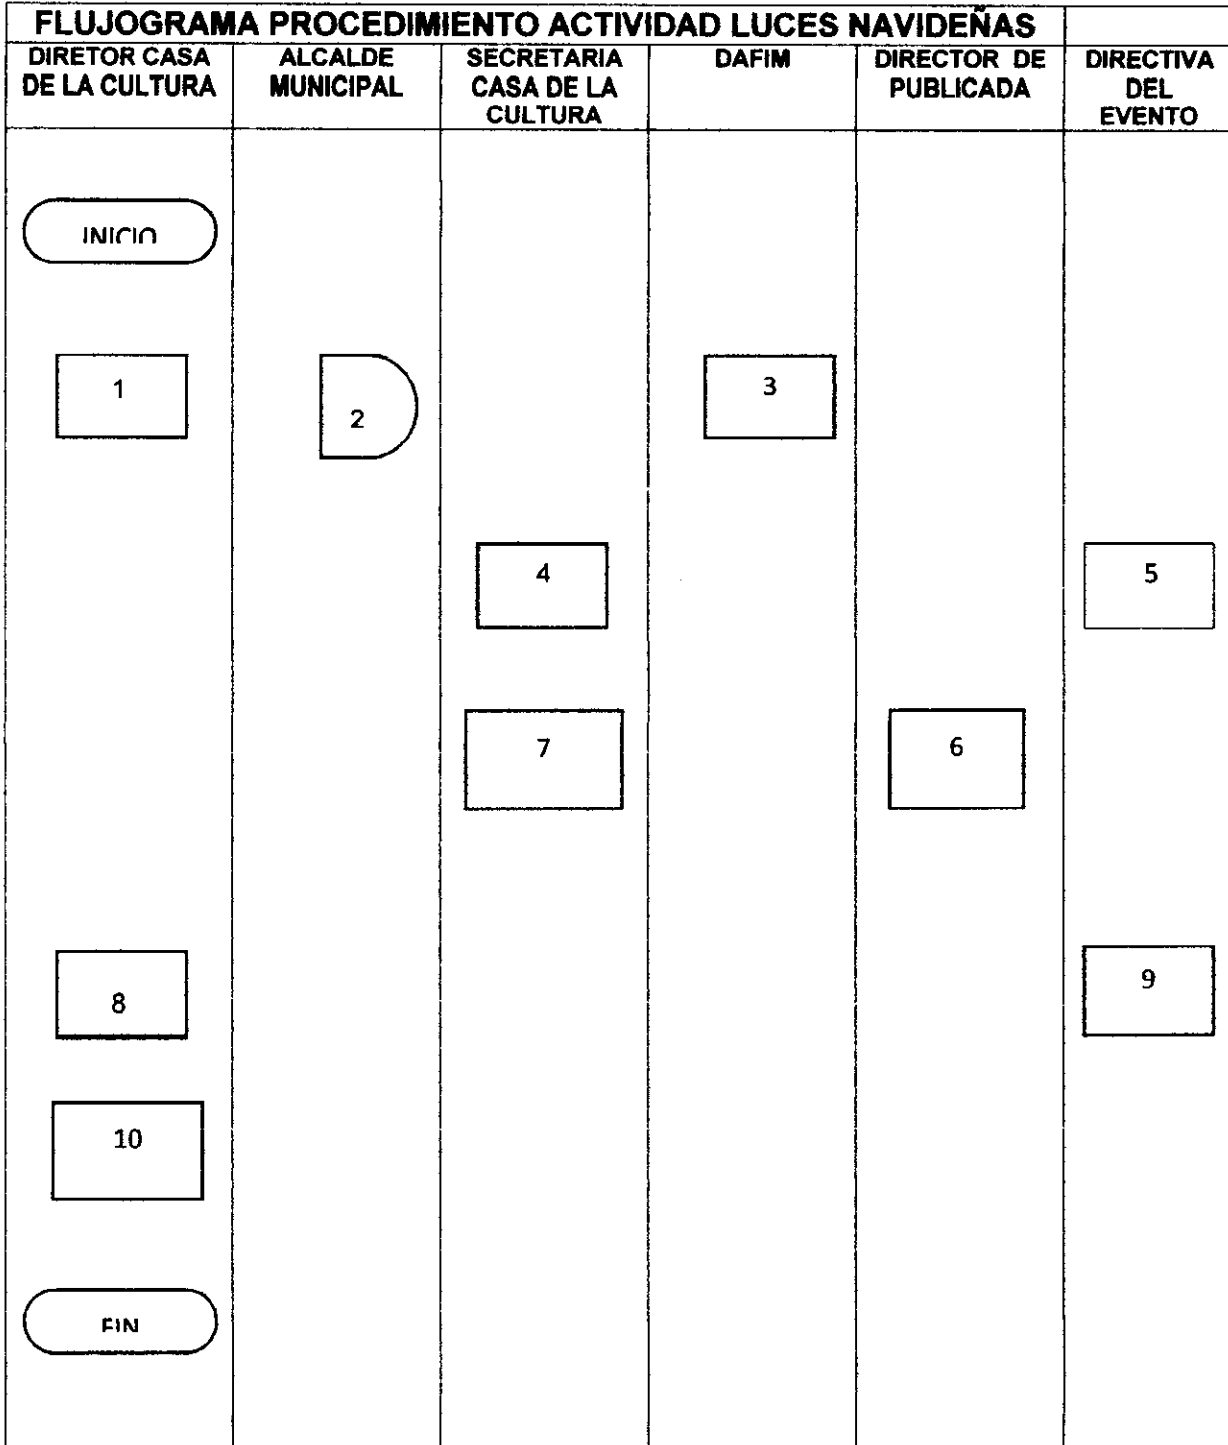 FLUJOGRAMA PROCEDIMIENTO ACTIVIDAD LUCES NAVIDEÑAS
DIRETOR CASA
DE LA CULTURA
ALCALDE
MUNICIPAL
SECRETARIA
CASA DE LA
CULTURA
DAFIM
DIRECTOR DE
PUBLICADA
DIRECTIVA
DEL
EVENTO
INICIO
1
2
3
4
5
7
6
8
9
10
FIN